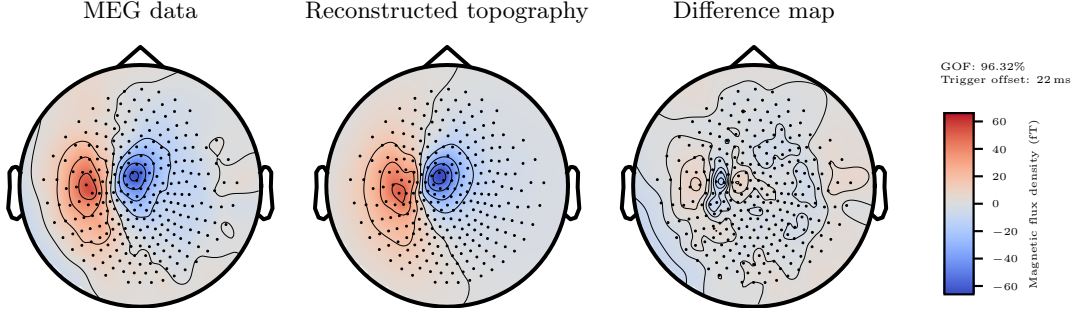 MEG data
Reconstructed topography
Difference map
GOF: 96.32%
Trigger offset: 22 ms
60
40
20
0
−20
−40
−60
Magnetic flux density (fT)